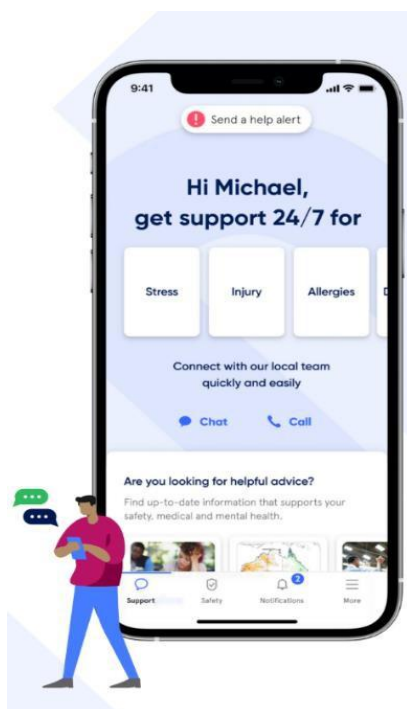 9:41
Send a help alert
Hi Michael,
get support 24/7 for
Stress
Injury
Allergies
D
Connect with our local team
quickly and easily
Chat
Call
Are you looking for helpful advice?
Find up-to-date information that supports your
safety, medical and mental health.
2
Support
Safety
Notifications
More